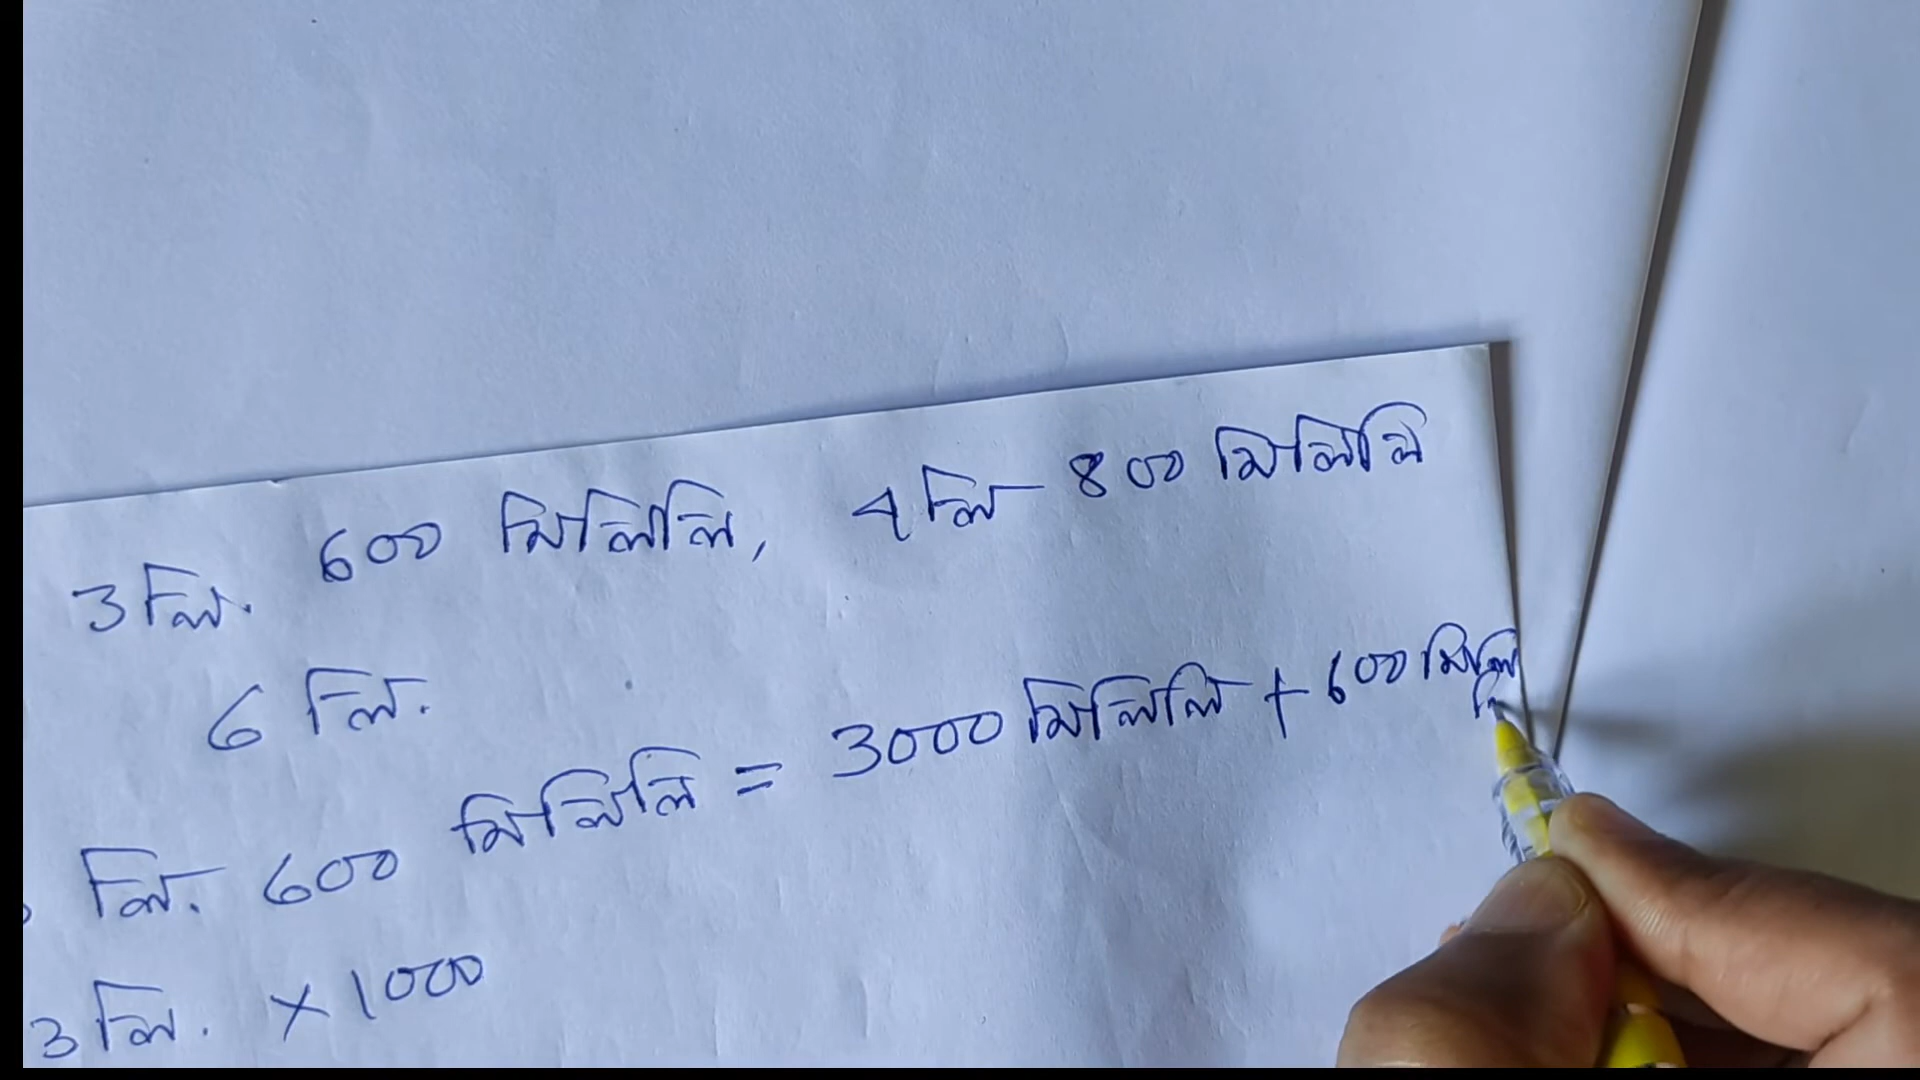 3 লি. 600 মিলিলি, 4 লি 800 মিলিলি
6 লি.
লি. 600 মিলিলি = 3000 মিলিলি + 600 মিলি
3 লি. × 1000